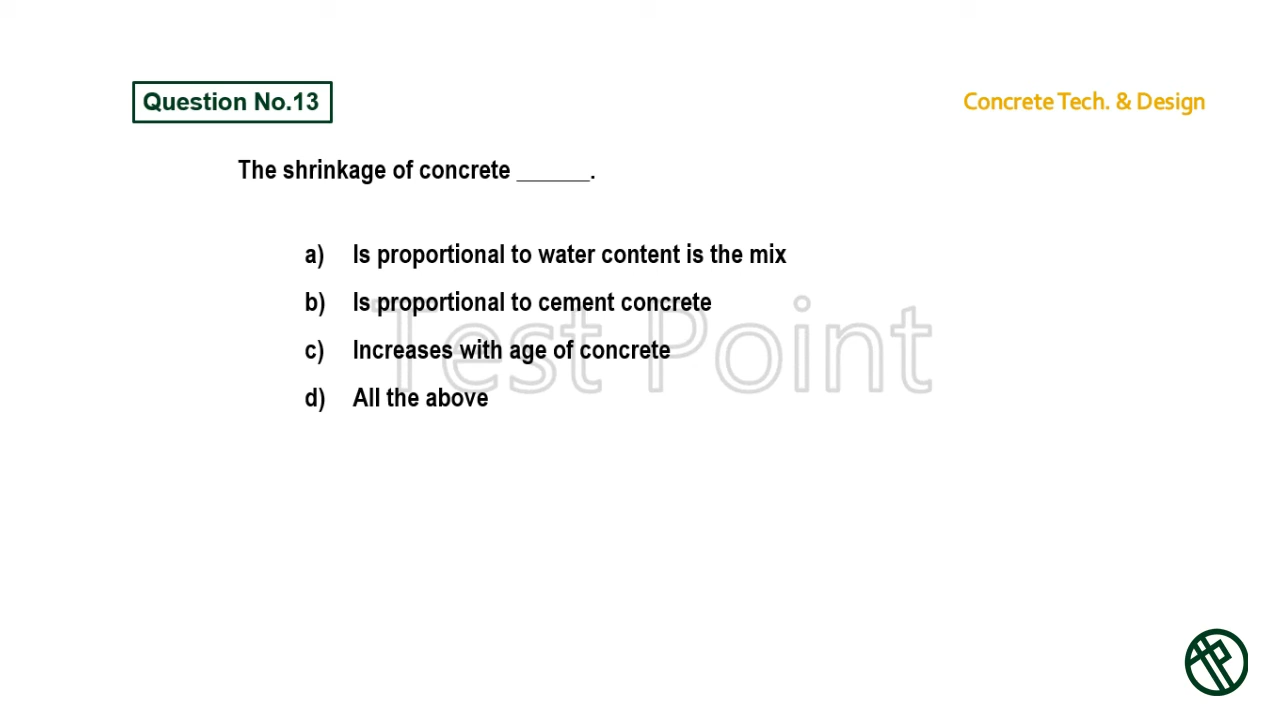 Question No.13
Concrete Tech. & Design
The shrinkage of concrete ______.
a) Is proportional to water content is the mix
b) Is proportional to cement concrete
c) Increases with age of concrete
d) All the above
Test Point